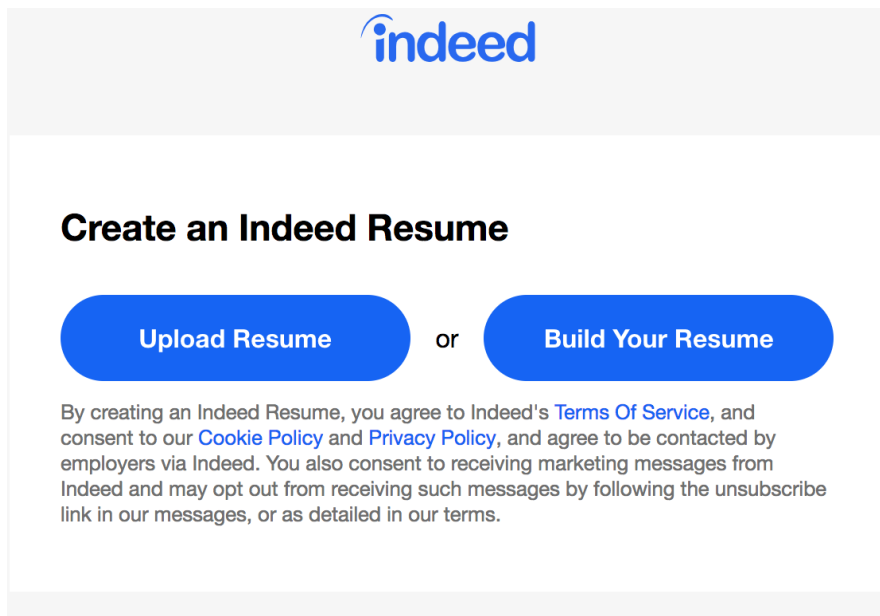 indeed
Create an Indeed Resume
Upload Resume or Build Your Resume
By creating an Indeed Resume, you agree to Indeed's Terms Of Service, and
consent to our Cookie Policy and Privacy Policy, and agree to be contacted by
employers via Indeed. You also consent to receiving marketing messages from
Indeed and may opt out from receiving such messages by following the unsubscribe
link in our messages, or as detailed in our terms.